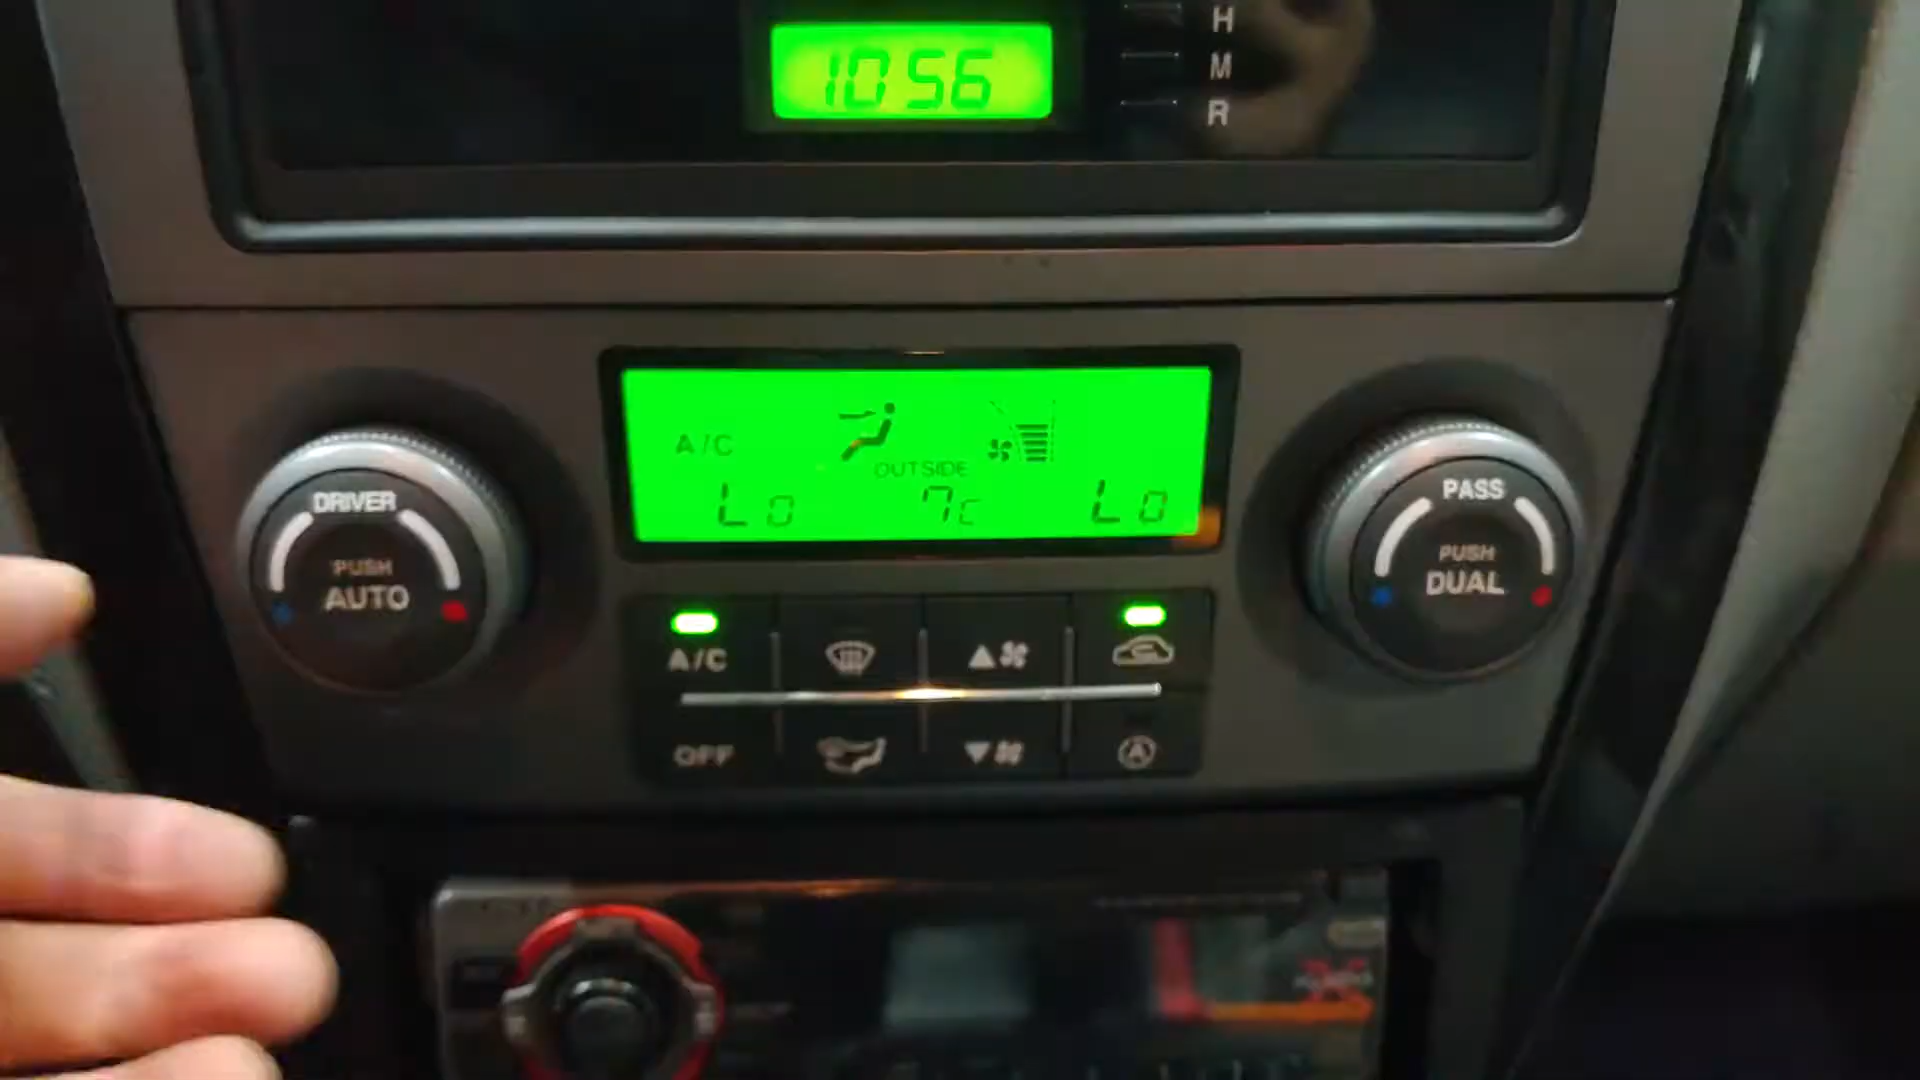 10 56
H
M
R
A/C
OUTSIDE
Lo 7c Lo
DRIVER
PUSH
AUTO
PASS
PUSH
DUAL
A/C
OFF
A